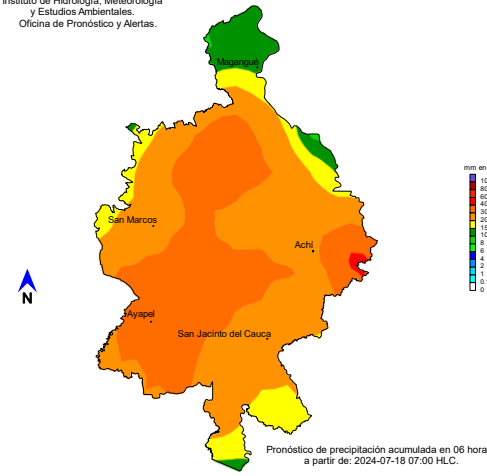 Instituto de Hidrología, Meteorología
y Estudios Ambientales.
Oficina de Pronóstico y Alertas.
Magangué
San Marcos
Achí
Ayapel
San Jacinto del Cauca
N
mm en
10
80
60
40
30
20
15
10
8
6
4
2
1
0.
0
Pronóstico de precipitación acumulada en 06 hora
a partir de: 2024-07-18 07:00 HLC.